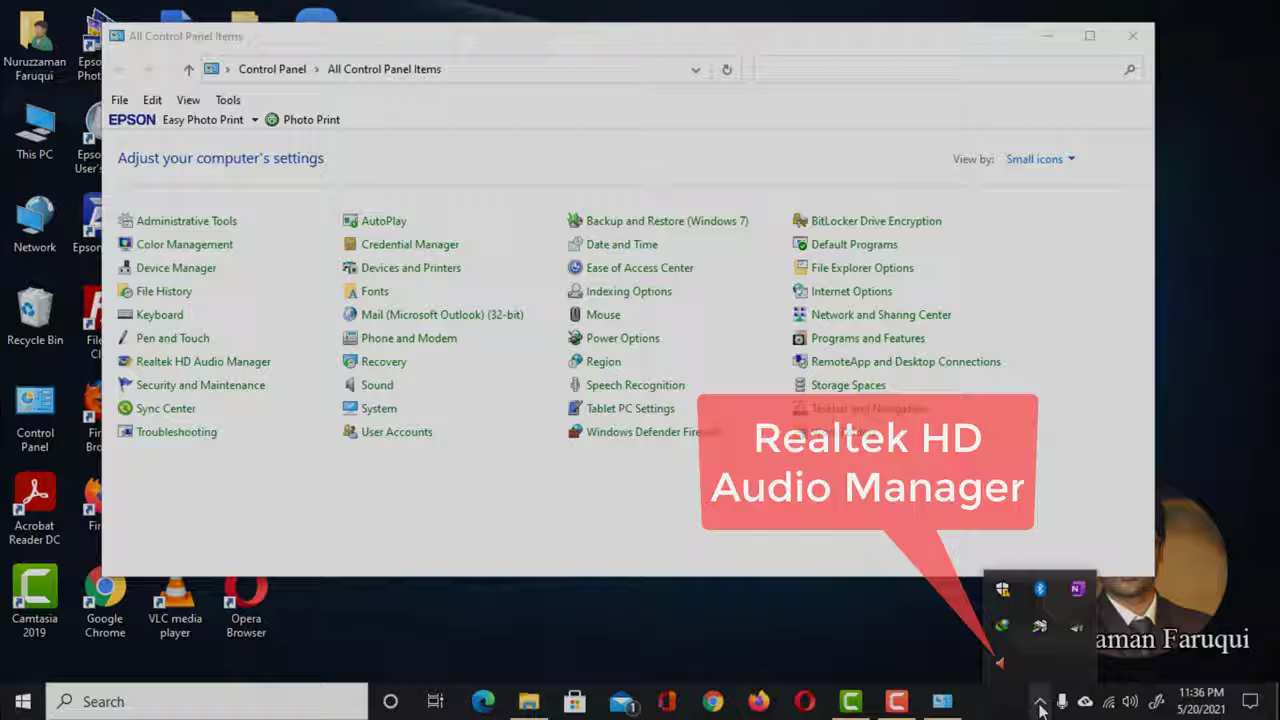 All Control Panel Items
Control Panel > All Control Panel Items
File Edit View Tools
EPSON Easy Photo Print Photo Print
Adjust your computer's settings
View by: Small icons
Administrative Tools
AutoPlay
Backup and Restore (Windows 7)
BitLocker Drive Encryption
Color Management
Credential Manager
Date and Time
Default Programs
Device Manager
Devices and Printers
Ease of Access Center
File Explorer Options
File History
Fonts
Indexing Options
Internet Options
Keyboard
Mail (Microsoft Outlook) (32-bit)
Mouse
Network and Sharing Center
Pen and Touch
Phone and Modem
Power Options
Programs and Features
Realtek HD Audio Manager
Recovery
Region
RemoteApp and Desktop Connections
Security and Maintenance
Sound
Speech Recognition
Storage Spaces
Sync Center
System
Tablet PC Settings
Taskbar and Navigation
Troubleshooting
User Accounts
Windows Defender
Realtek HD
Audio Manager
Nuruzzaman
Faruqui
This PC
Network
Recycle Bin
Control
Panel
Acrobat
Reader DC
Camtasia
2019
Google
Chrome
VLC media
player
Opera
Browser
Epson
User's
aman Faruqui
Search
1
11:36 PM
5/20/2021